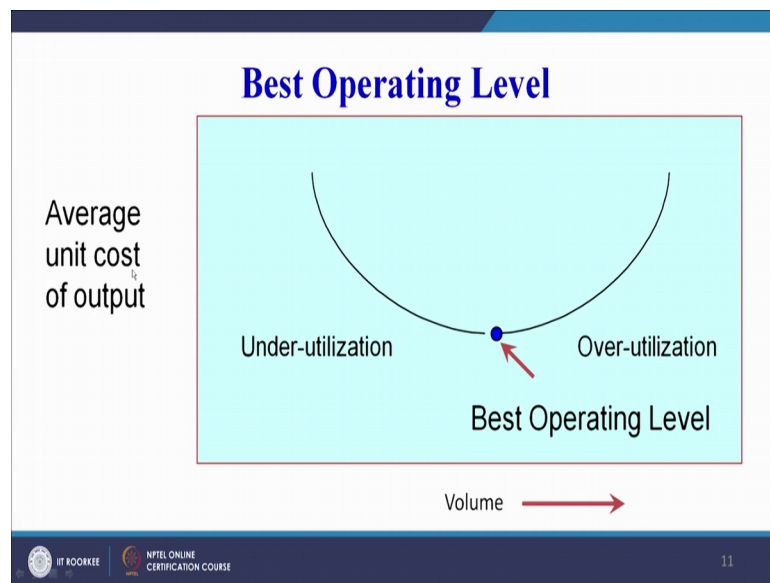 Best Operating Level
Average
unit cost
of output
Under-utilization
Over-utilization
Best Operating Level
Volume
IIT ROORKEE
NPTEL ONLINE
CERTIFICATION COURSE
11